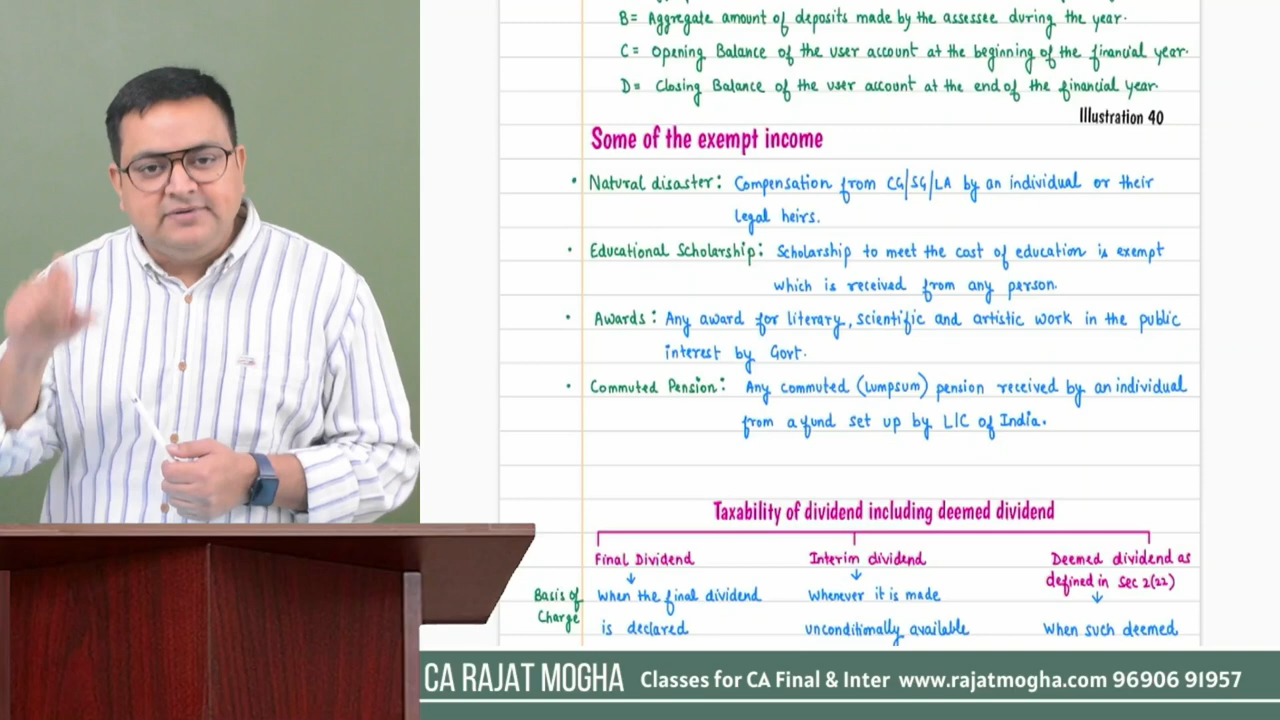 B= Aggregate amount of deposits made by the assessee during the year.
C= Opening Balance of the user account at the beginning of the financial year.
D= Closing Balance of the user account at the end of the financial year.
Illustration 40
Some of the exempt income
• Natural disaster: Compensation from CG/SG/LA by an individual or their
legal heirs.
• Educational Scholarship: Scholarship to meet the cost of education is exempt
which is received from any person.
• Awards: Any award for literary, scientific and artistic work in the public
interest by Govt.
• Commuted Pension: Any commuted (Lumpsum) pension received by an individual
from a fund set up by LIC of India.
Taxability of dividend including deemed dividend
Final Dividend Interim dividend Deemed dividend as
defined in sec 2(22)
Basis of Charge
When the final dividend Whenever it is made
is declared unconditionally available When such deemed
CA RAJAT MOGHA Classes for CA Final & Inter www.rajatmogha.com 96906 91957